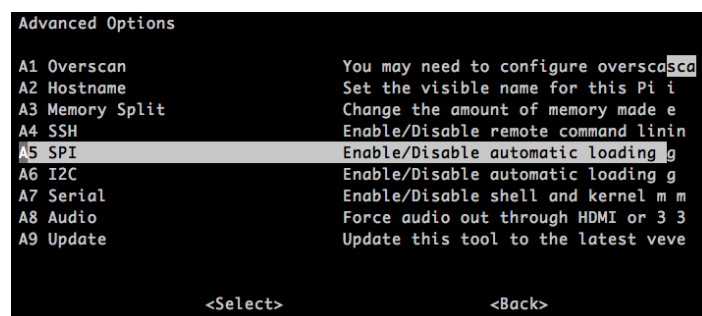 Advanced Options
A1 Overscan You may need to configure overscasca
A2 Hostname Set the visible name for this Pi i
A3 Memory Split Change the amount of memory made e
A4 SSH Enable/Disable remote command linin
A5 SPI Enable/Disable automatic loading g
A6 I2C Enable/Disable automatic loading g
A7 Serial Enable/Disable shell and kernel m m
A8 Audio Force audio out through HDMI or 3 3
A9 Update Update this tool to the latest veve
<Select> <Back>